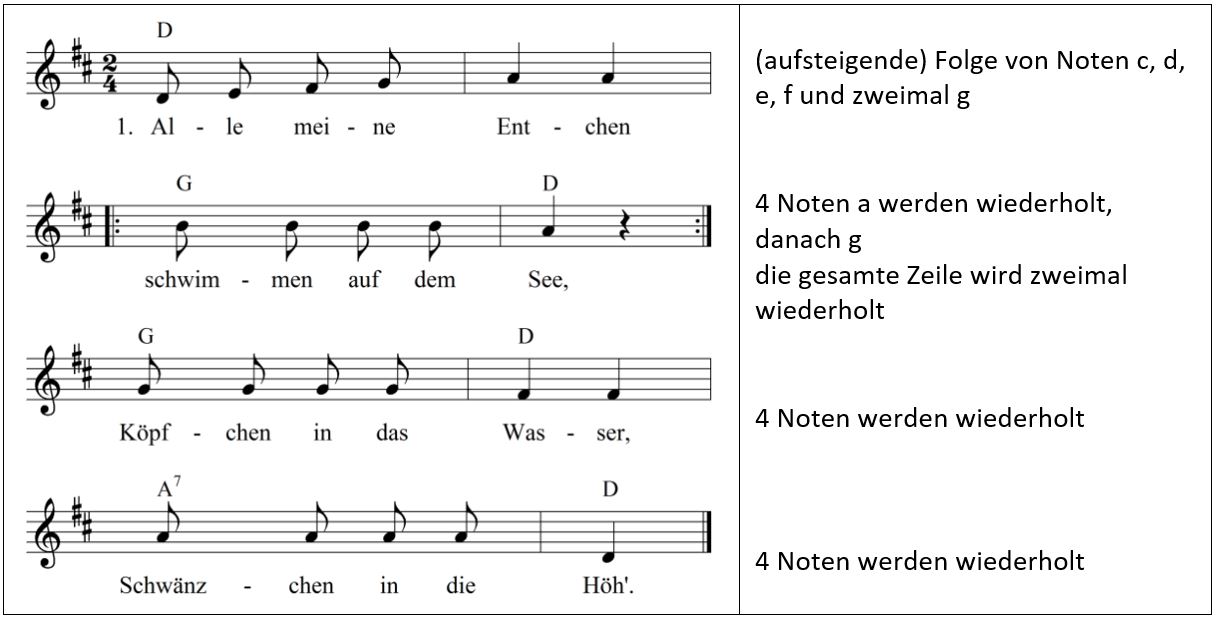 D
2
4
1. Al - le mei - ne Ent - chen
(aufsteigende) Folge von Noten c, d,
e, f und zweimal g
G D
schwim - men auf dem See,
4 Noten a werden wiederholt,
danach g
die gesamte Zeile wird zweimal
wiederholt
G D
Köpf - chen in das Was - ser,
4 Noten werden wiederholt
A7 D
Schwänz - chen in die Höh'.
4 Noten werden wiederholt